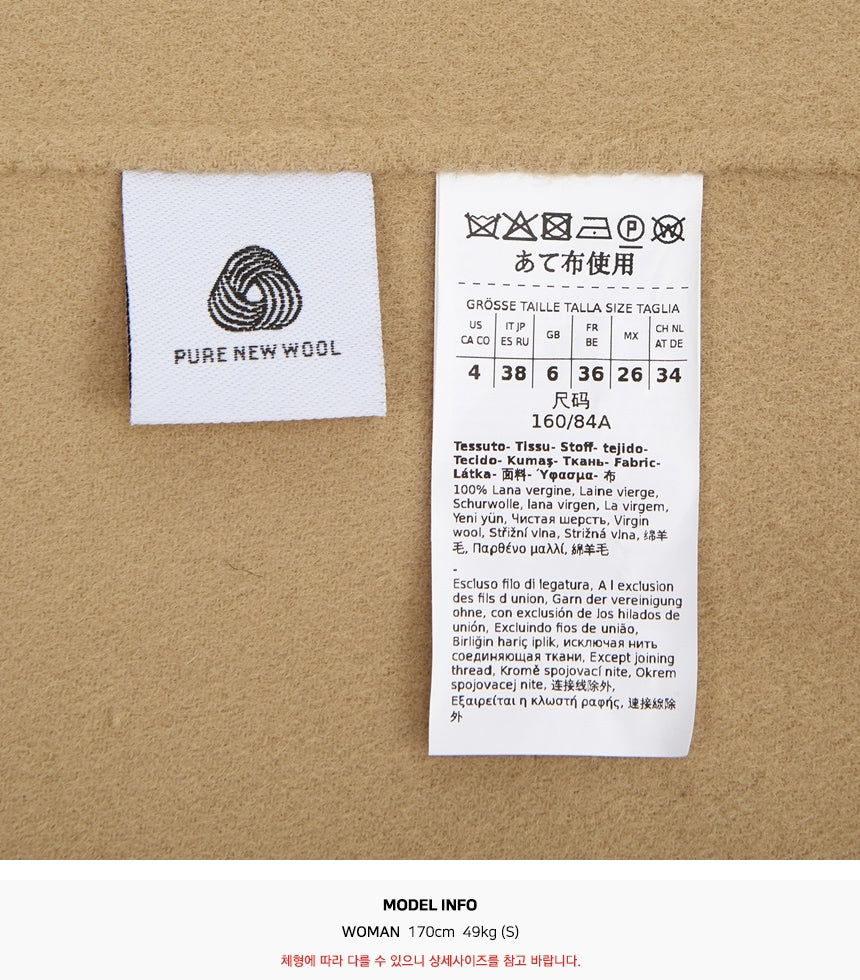 PURE NEW WOOL
P W
あて布使用
GRÖSSE TAILLE TALLA SIZE TAGLIA
US CA CO
IT JP ES RU
GB
FR BE
MX
CH NL AT DE
4 38 6 36 26 34
尺码
160/84A
Tessuto- Tissu- Stoff- tejido-
Tecido- Kumaş- Ткань- Fabric-
Látka- 面料- Ύφασμα- 布
100% Lana vergine, Laine vierge,
Schurwolle, lana virgen, La virgem,
Yeni yün, Чистая шерсть, Virgin
wool, Střižní vlna, Strižná vlna, 绵羊
毛, Παρθένο μαλλί, 綿羊毛
-
Escluso filo di legatura, A l exclusion
des fils d union, Garn der vereinigung
ohne, con exclusión de los hilados de
unión, Excluindo fios de união,
Birliğin hariç iplik, исключая нить
соединяющая ткани, Except joining
thread, Kromě spojovací nite, Okrem
spojovacej nite, 连接线除外,
Εξαιρείται η κλωστή ραφής, 連接線除
外
MODEL INFO
WOMAN 170cm 49kg (S)
체형에 따라 다를 수 있으니 상세사이즈를 참고 바랍니다.